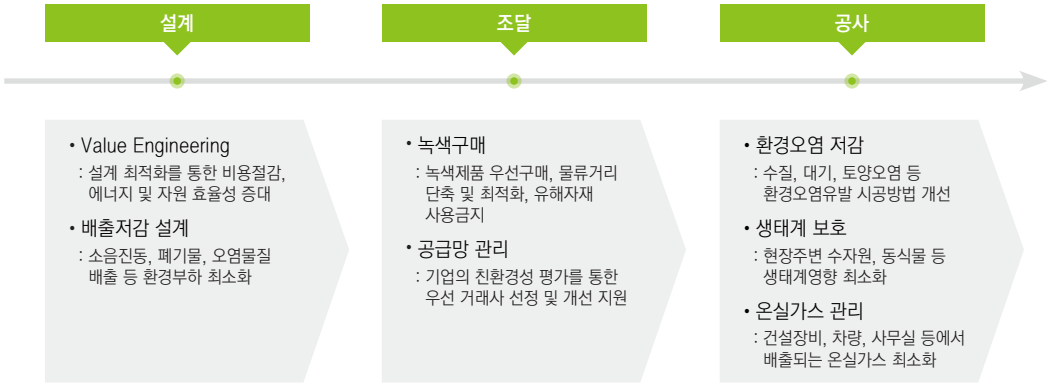 설계
조달
공사
• Value Engineering
: 설계 최적화를 통한 비용절감,
에너지 및 자원 효율성 증대
• 배출저감 설계
: 소음진동, 폐기물, 오염물질
배출 등 환경부하 최소화
• 녹색구매
: 녹색제품 우선구매, 물류거리
단축 및 최적화, 유해자재
사용금지
• 공급망 관리
: 기업의 친환경성 평가를 통한
우선 거래사 선정 및 개선 지원
• 환경오염 저감
: 수질, 대기, 토양오염 등
환경오염유발 시공방법 개선
• 생태계 보호
: 현장주변 수자원, 동식물 등
생태계영향 최소화
• 온실가스 관리
: 건설장비, 차량, 사무실 등에서
배출되는 온실가스 최소화